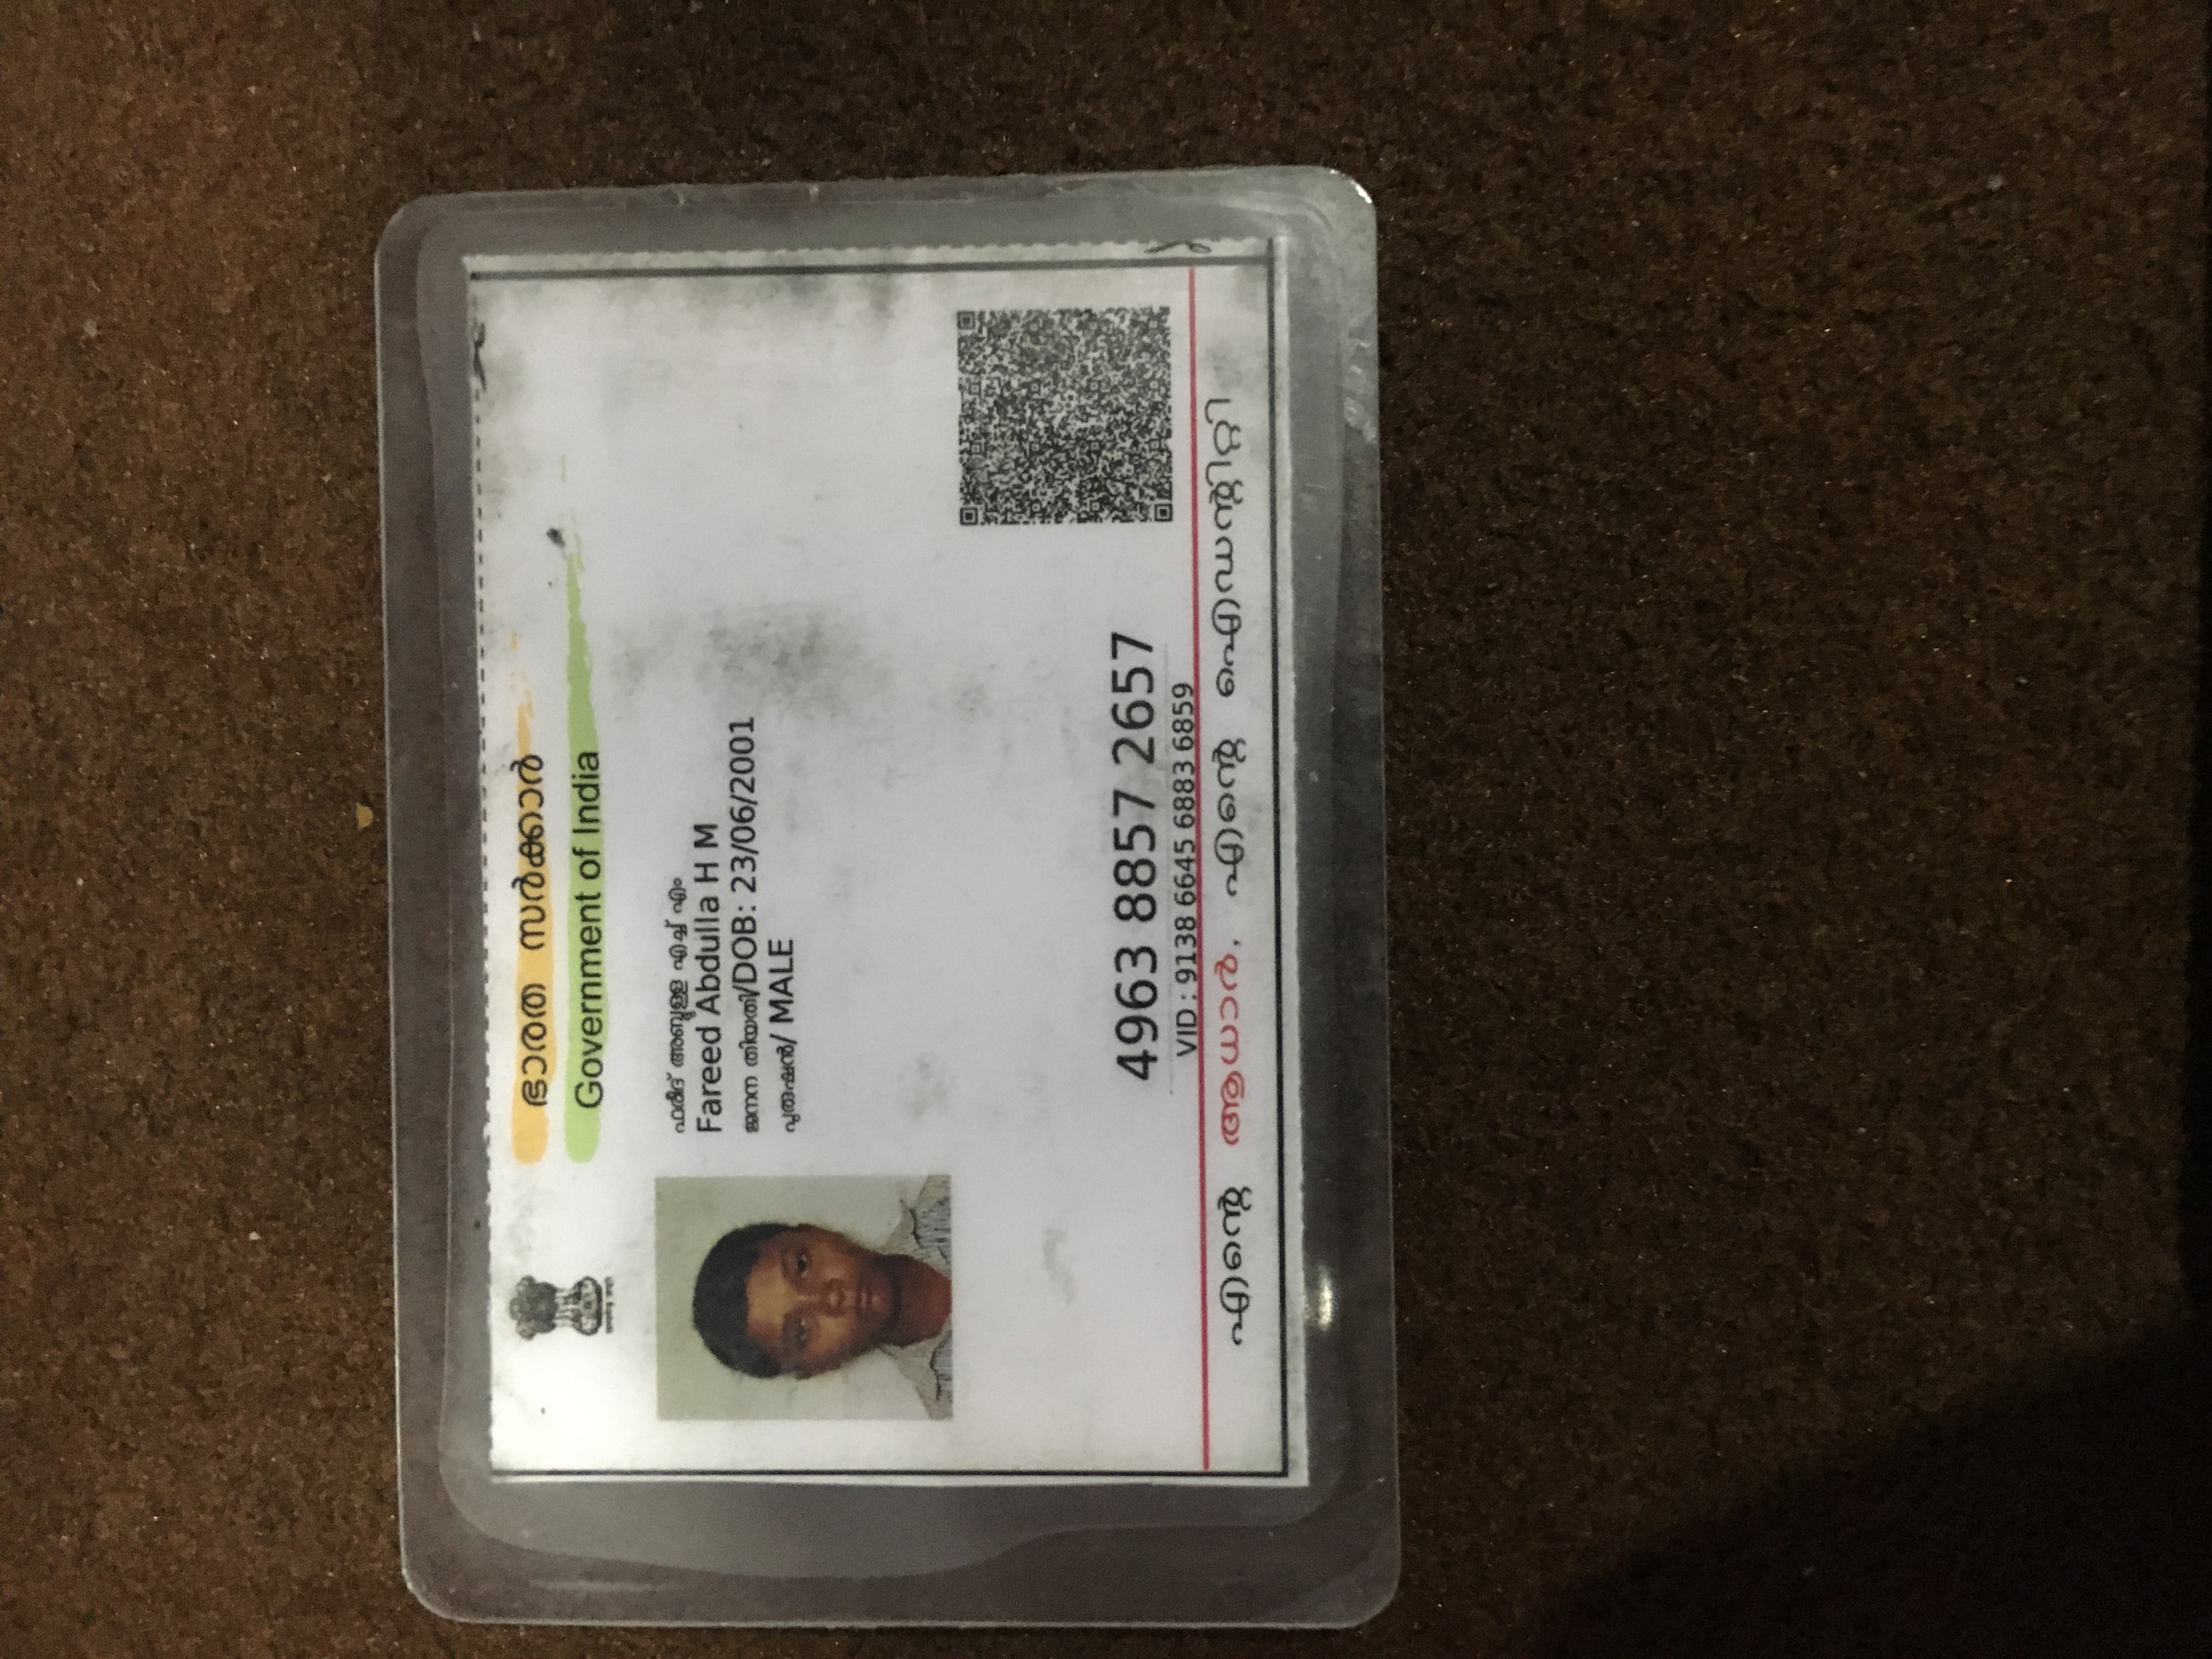 ഭാരത സർക്കാർ
Government of India
ഫരീദ് അബ്ദുള്ള എച്ച് എം
Fareed Abdulla H M
ജനന തിയതി/DOB: 23/06/2001
പുരുഷൻ/ MALE
4963 8857 2657
VID : 9138 6645 6883 6859
എന്റെ ആധാർ, എന്റെ ഐഡന്റിറ്റി